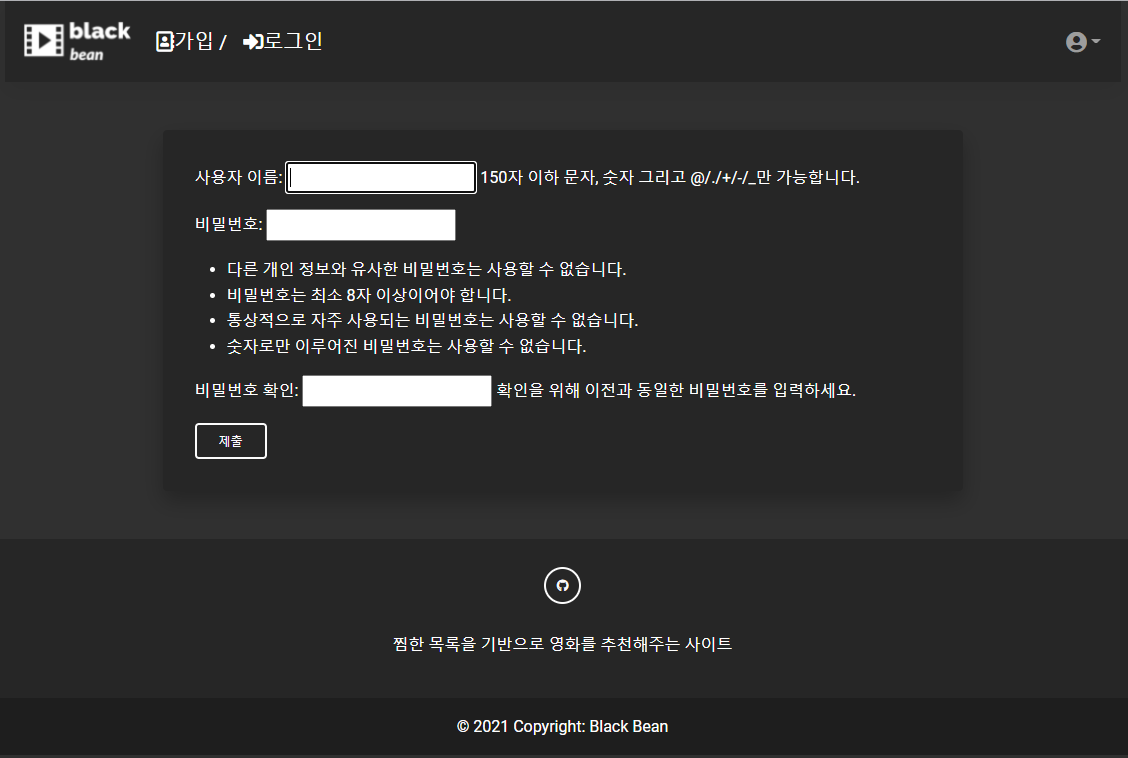 black
bean
가입 / 로그인
사용자 이름: 150자 이하 문자, 숫자 그리고 @/./+/-/_만 가능합니다.
비밀번호:
다른 개인 정보와 유사한 비밀번호는 사용할 수 없습니다.
비밀번호는 최소 8자 이상이어야 합니다.
통상적으로 자주 사용되는 비밀번호는 사용할 수 없습니다.
숫자로만 이루어진 비밀번호는 사용할 수 없습니다.
비밀번호 확인: 확인을 위해 이전과 동일한 비밀번호를 입력하세요.
제출
찜한 목록을 기반으로 영화를 추천해주는 사이트
© 2021 Copyright: Black Bean